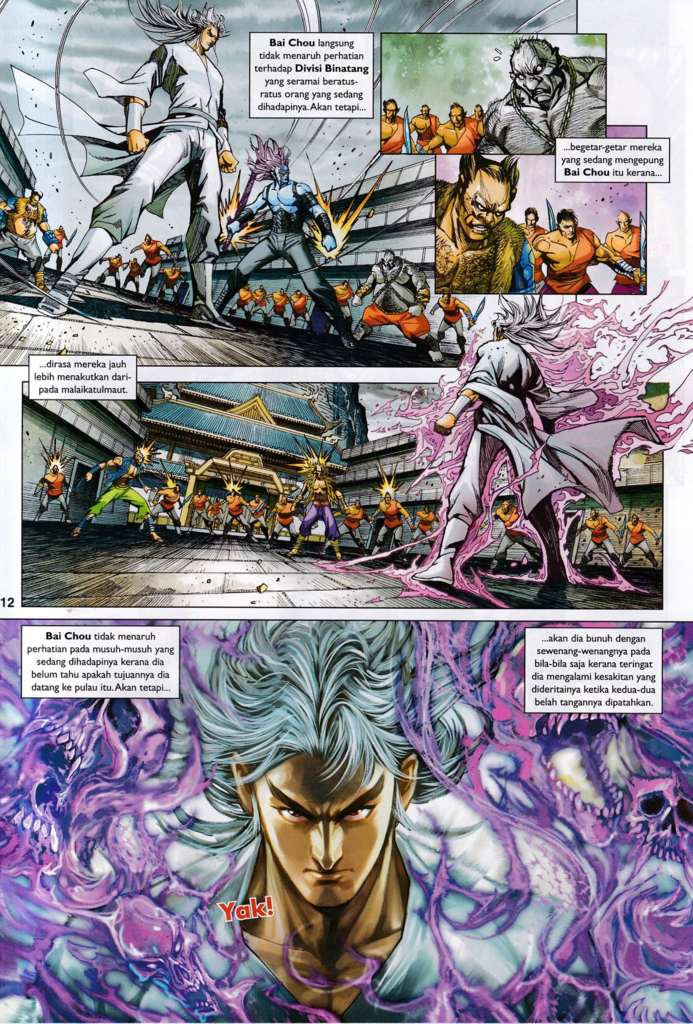 Bai Chou langsung
tidak menaruh perhatian
terhadap Divisi Binatang
yang seramai beratus-
ratus orang yang sedang
dihadapinya. Akan tetapi...
...begetar-getar mereka
yang sedang mengepung
Bai Chou itu kerana...
...dirasa mereka jauh
lebih menakutkan dari-
pada malaikatulmaut.
12
Bai Chou tidak menaruh
perhatian pada musuh-musuh yang
sedang dihadapinya kerana dia
belum tahu apakah tujuannya dia
datang ke pulau itu. Akan tetapi...
...akan dia bunuh dengan
sewenang-wenangnya pada
bila-bila saja kerana teringat
dia mengalami kesakitan yang
dideritainya ketika kedua-dua
belah tangannya dipatahkan.
Yak!